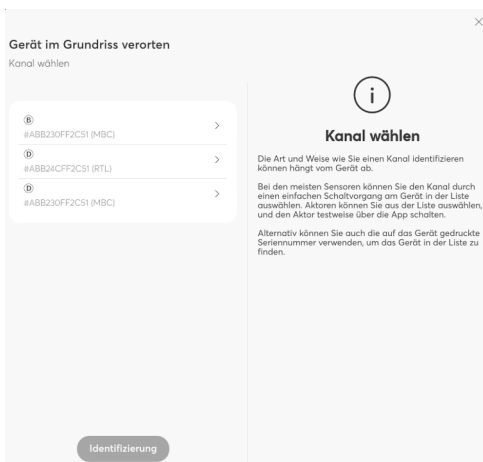 Gerät im Grundriss verorten
Kanal wählen
Ⓑ
#ABB230FF2C51 (MBC)
Ⓓ
#ABB24CFF2C51 (RTL)
Ⓓ
#ABB230FF2C51 (MBC)
Identifizierung
i
Kanal wählen
Die Art und Weise wie Sie einen Kanal identifizieren
können hängt vom Gerät ab.
Bei den meisten Sensoren können Sie den Kanal durch
einen einfachen Schaltvorgang am Gerät in der Liste
auswählen. Aktoren können Sie aus der Liste auswählen,
und den Aktor testweise über die App schalten.
Alternativ können Sie auch die auf das Gerät gedruckte
Seriennummer verwenden, um das Gerät in der Liste zu
finden.